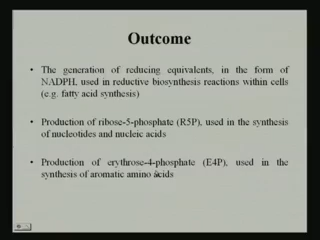 Outcome
• The generation of reducing equivalents, in the form of
NADPH, used in reductive biosynthesis reactions within cells
(e.g. fatty acid synthesis)
• Production of ribose-5-phosphate (R5P), used in the synthesis
of nucleotides and nucleic acids
• Production of erythrose-4-phosphate (E4P), used in the
synthesis of aromatic amino acids